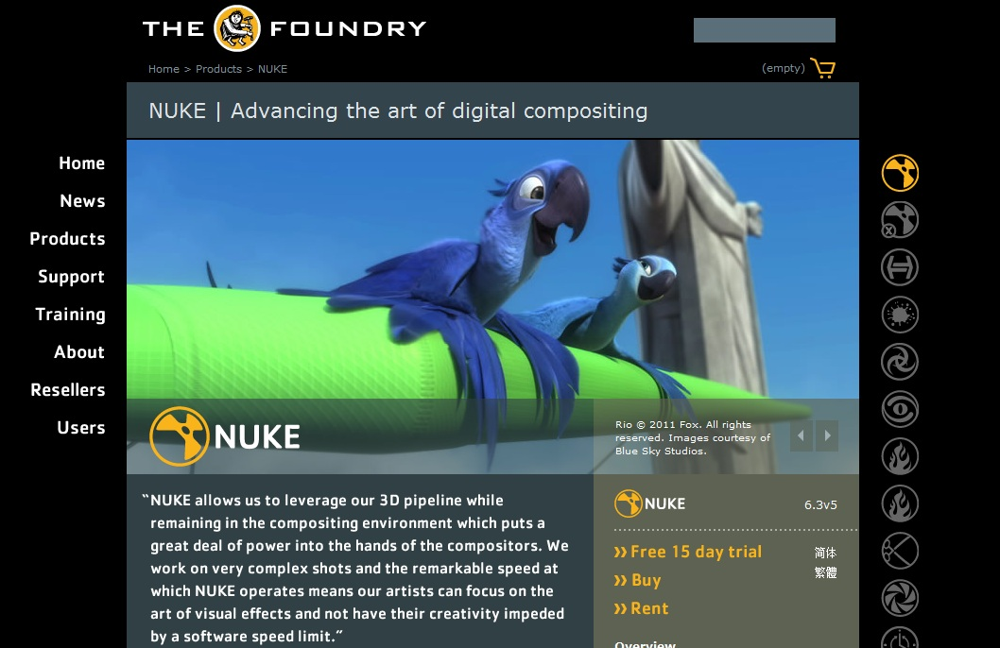 THE FOUNDRY
Home > Products > NUKE
(empty)
NUKE | Advancing the art of digital compositing
Home
News
Products
Support
Training
About
Resellers
Users
NUKE
Rio © 2011 Fox. All rights
reserved. Images courtesy of
Blue Sky Studios.
“NUKE allows us to leverage our 3D pipeline while
remaining in the compositing environment which puts a
great deal of power into the hands of the compositors. We
work on very complex shots and the remarkable speed at
which NUKE operates means our artists can focus on the
art of visual effects and not have their creativity impeded
by a software speed limit.”
NUKE 6.3v5
Free 15 day trial
Buy
Rent
简体
繁體
Overview